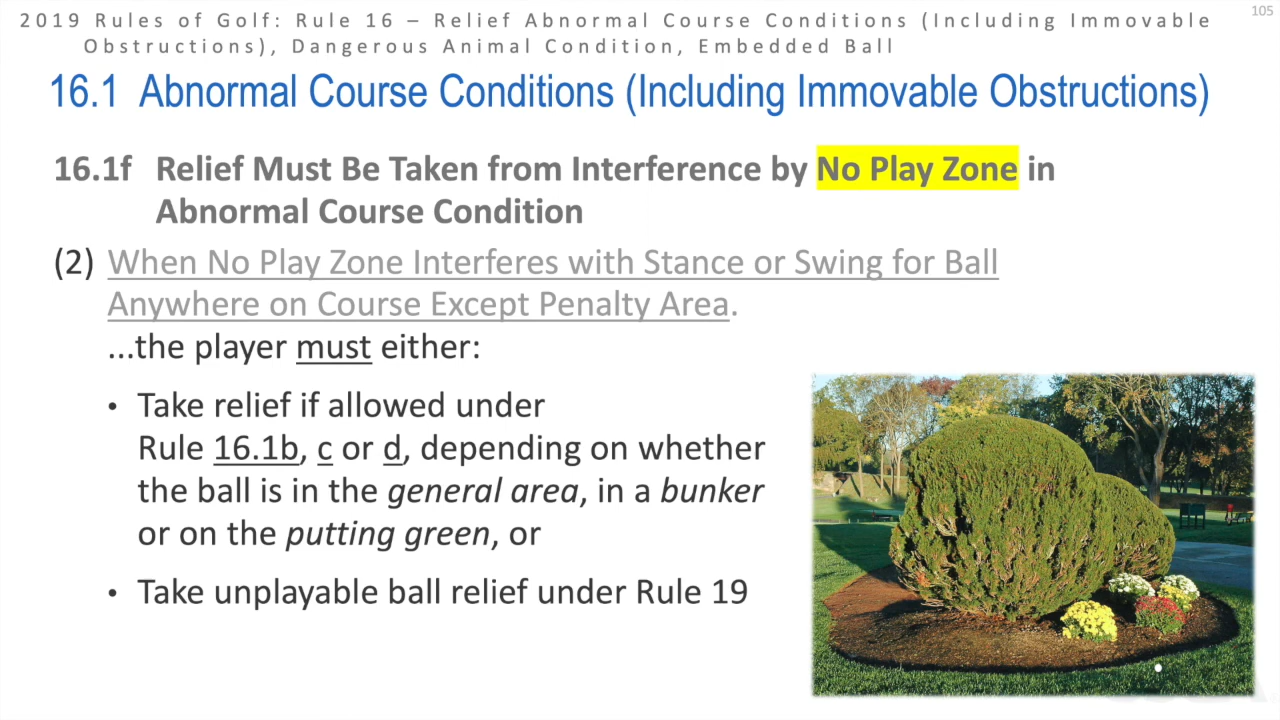 105
2019 Rules of Golf: Rule 16 – Relief Abnormal Course Conditions (Including Immovable
Obstructions), Dangerous Animal Condition, Embedded Ball
16.1 Abnormal Course Conditions (Including Immovable Obstructions)
16.1f Relief Must Be Taken from Interference by No Play Zone in
Abnormal Course Condition
(2) When No Play Zone Interferes with Stance or Swing for Ball
Anywhere on Course Except Penalty Area.
...the player must either:
• Take relief if allowed under
Rule 16.1b, c or d, depending on whether
the ball is in the general area, in a bunker
or on the putting green, or
• Take unplayable ball relief under Rule 19